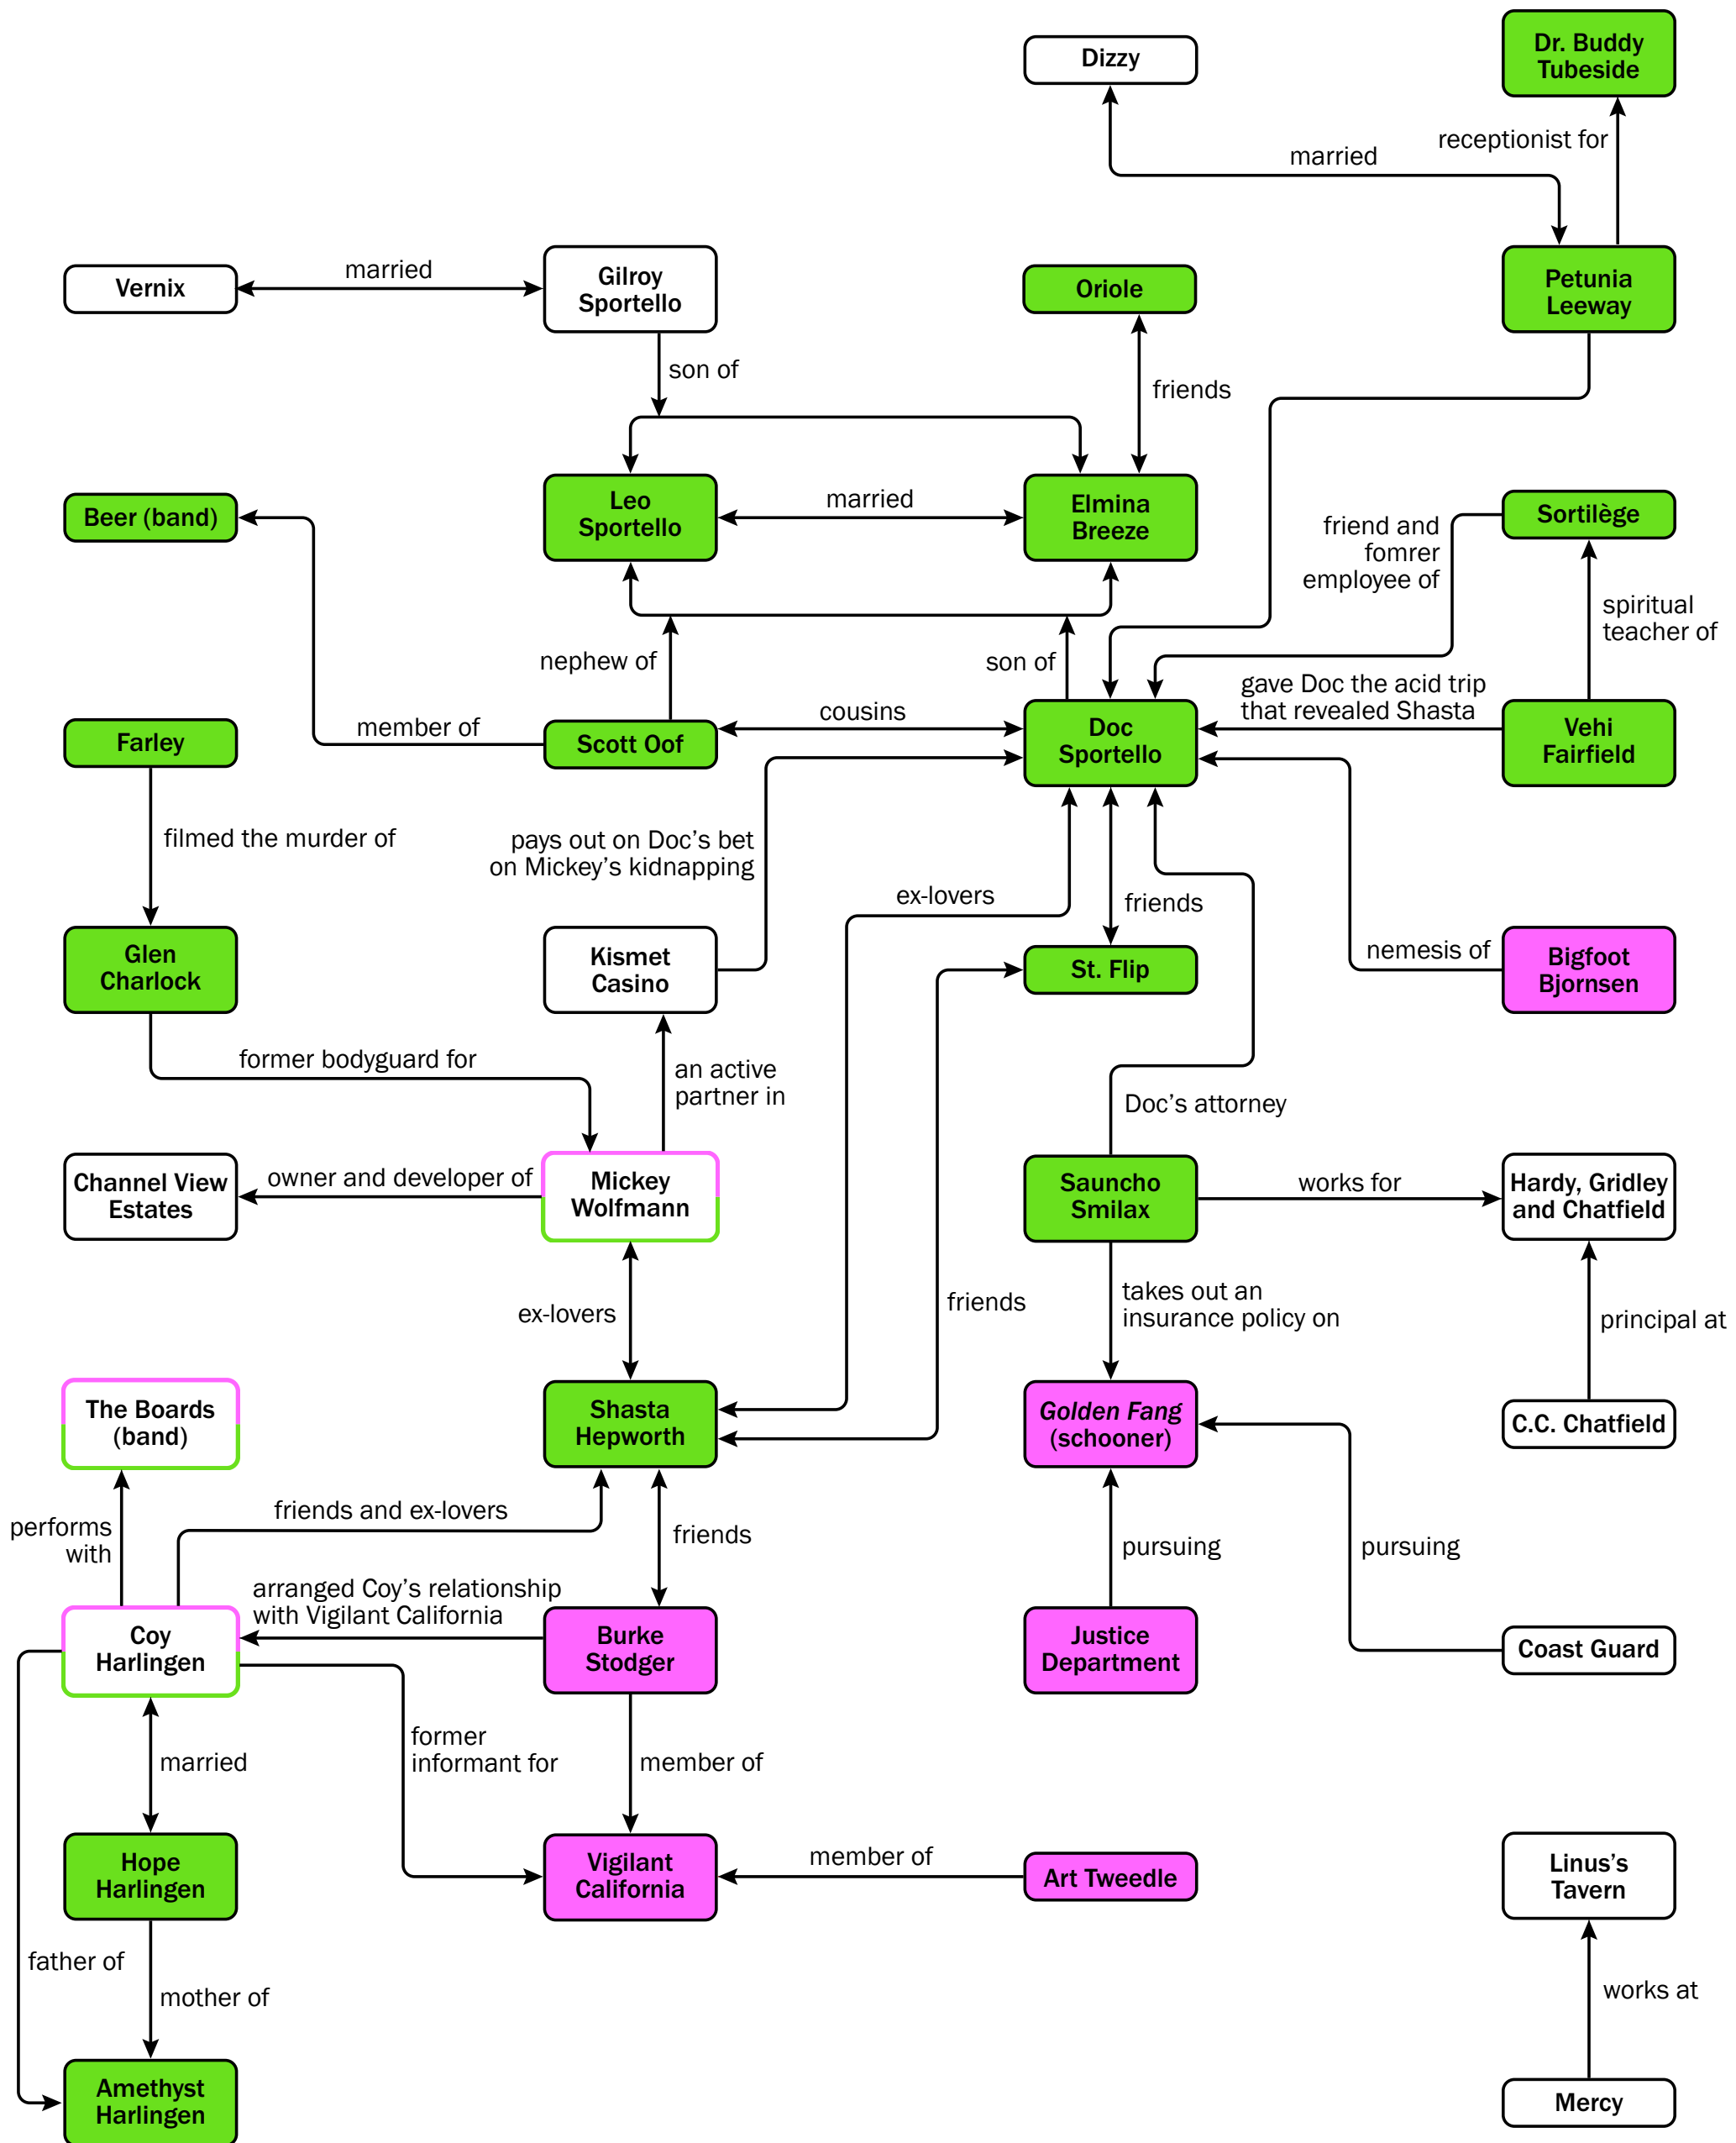 Dizzy
Dr. Buddy
Tubeside
receptionist for
married
Vernix
married
Gilroy
Sportello
Oriole
Petunia
Leeway
son of
friends
Beer (band)
Leo
Sportello
married
Elmina
Breeze
friend and
fomrer
employee of
Sortilège
spiritual
teacher of
nephew of
son of
gave Doc the acid trip
that revealed Shasta
Farley
member of
Scott Oof
cousins
Doc
Sportello
Vehi
Fairfield
filmed the murder of
pays out on Doc's bet
on Mickey's kidnapping
ex-lovers
friends
nemesis of
Glen
Charlock
Kismet
Casino
St. Flip
Bigfoot
Bjornsen
former bodyguard for
an active
partner in
Doc's attorney
Channel View
Estates
owner and developer of
Mickey
Wolfmann
Sauncho
Smilax
works for
Hardy, Gridley
and Chatfield
ex-lovers
friends
takes out an
insurance policy on
principal at
The Boards
(band)
Shasta
Hepworth
Golden Fang
(schooner)
C.C. Chatfield
performs
with
friends and ex-lovers
friends
pursuing
pursuing
arranged Coy's relationship
with Vigilant California
Coy
Harlingen
Burke
Stodger
Justice
Department
Coast Guard
married
former
informant for
member of
Hope
Harlingen
Vigilant
California
member of
Art Tweedle
Linus's
Tavern
father of
mother of
works at
Amethyst
Harlingen
Mercy